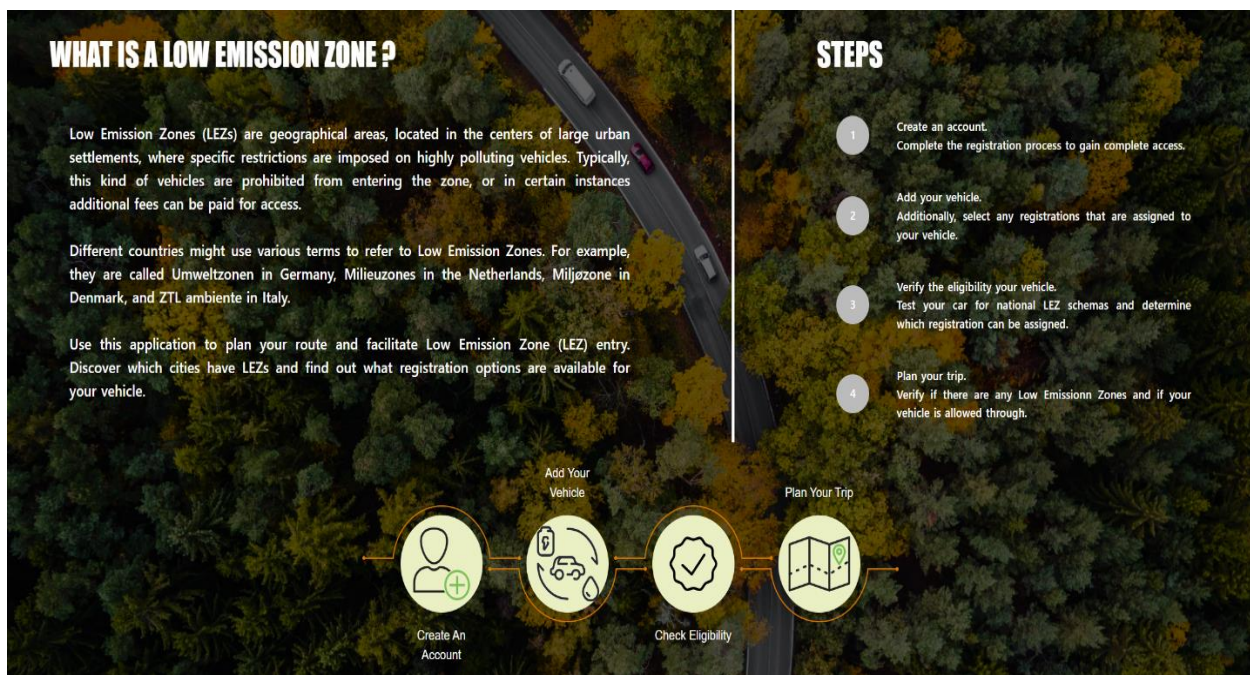 WHAT IS A LOW EMISSION ZONE ?
Low Emission Zones (LEZs) are geographical areas, located in the centers of large urban
settlements, where specific restrictions are imposed on highly polluting vehicles. Typically,
this kind of vehicles are prohibited from entering the zone, or in certain instances
additional fees can be paid for access.
Different countries might use various terms to refer to Low Emission Zones. For example,
they are called Umweltzonen in Germany, Milieuzones in the Netherlands, Miljøzone in
Denmark, and ZTL ambiente in Italy.
Use this application to plan your route and facilitate Low Emission Zone (LEZ) entry.
Discover which cities have LEZs and find out what registration options are available for
your vehicle.
STEPS
1
Create an account.
Complete the registration process to gain complete access.
2
Add your vehicle.
Additionally, select any registrations that are assigned to
your vehicle.
3
Verify the eligibility your vehicle.
Test your car for national LEZ schemas and determine
which registration can be assigned.
4
Plan your trip.
Verify if there are any Low Emissionn Zones and if your
vehicle is allowed through.
Create An
Account
Add Your
Vehicle
Check Eligibility
Plan Your Trip